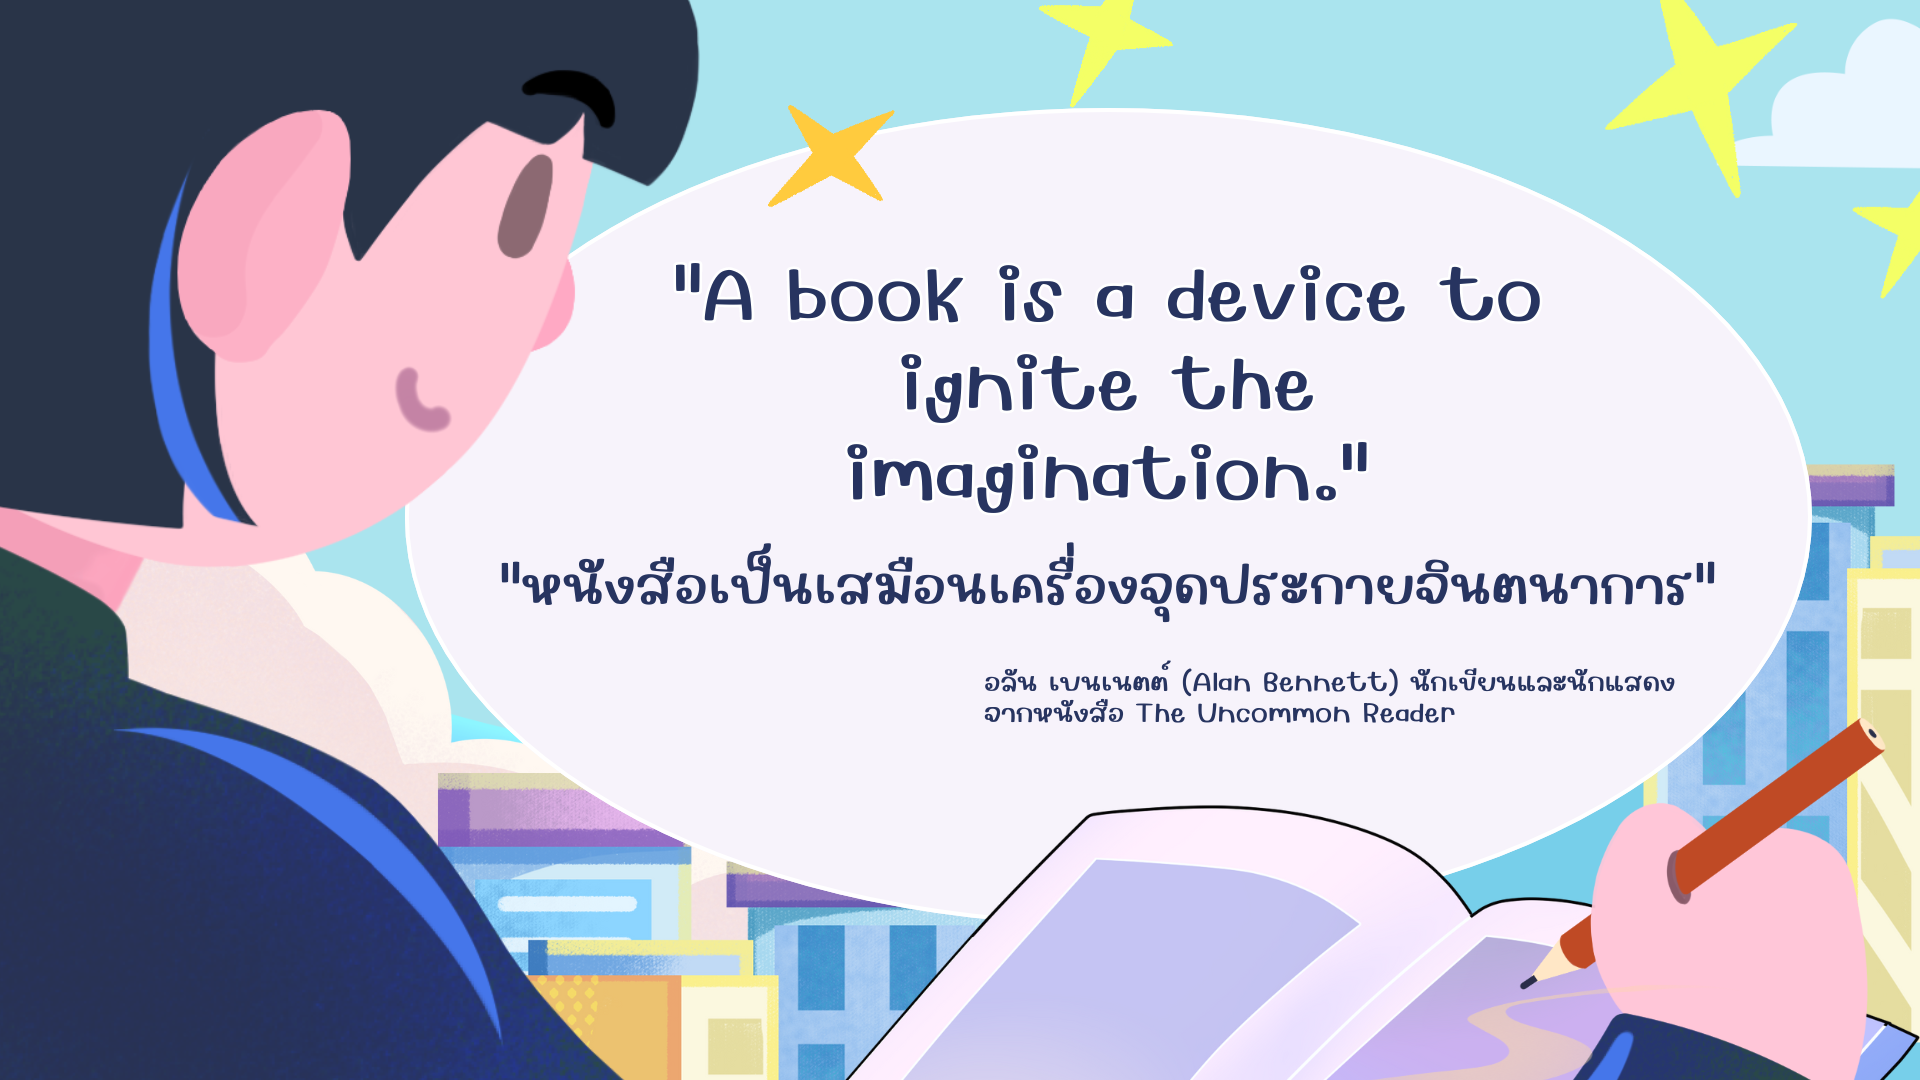 "A book is a device to
ignite the
imagination."
"หนังสือเป็นเสมือนเครื่องจุดประกายจินตนาการ"
อลัน เบนเนตต์ (Alan Bennett) นักเขียนและนักแสดง
จากหนังสือ The Uncommon Reader